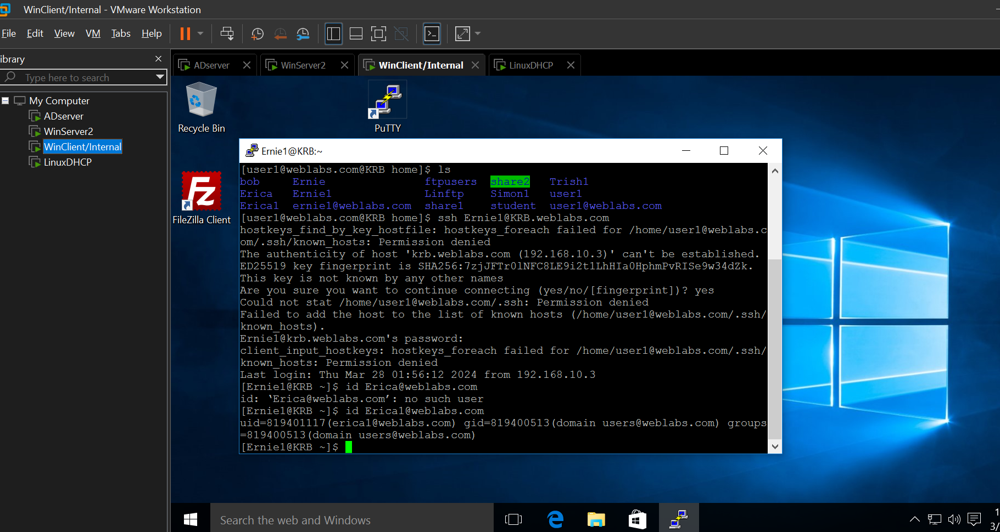 WinClient/Internal - VMware Workstation
File Edit View VM Tabs Help
ibrary
Type here to search
My Computer
ADserver
WinServer2
WinClient/Internal
LinuxDHCP
ADserver WinServer2 WinClient/Internal LinuxDHCP
Recycle Bin
PuTTY
FileZilla Client
Ernie1@KRB:~
[user1@weblabs.com@KRB home]$ ls
bob Ernie ftpusers share2 Trish1
Erica Ernie1 Linftp Simon1 user1
Erica1 ernie1@weblabs.com share1 student user1@weblabs.com
[user1@weblabs.com@KRB home]$ ssh Ernie1@KRB.weblabs.com
hostkeys_find_by_key_hostfile: hostkeys_foreach failed for /home/user1@weblabs.c
om/.ssh/known_hosts: Permission denied
The authenticity of host 'krb.weblabs.com (192.168.10.3)' can't be established.
ED25519 key fingerprint is SHA256:7zjJFTr0lNFC8LE9i2t1LhHIa0HphmPvRISe9w34dZk.
This key is not known by any other names
Are you sure you want to continue connecting (yes/no/[fingerprint])? yes
Could not stat /home/user1@weblabs.com/.ssh: Permission denied
Failed to add the host to the list of known hosts (/home/user1@weblabs.com/.ssh/
known_hosts).
Ernie1@krb.weblabs.com's password:
client_input_hostkeys: hostkeys_foreach failed for /home/user1@weblabs.com/.ssh/
known_hosts: Permission denied
Last login: Thu Mar 28 01:56:12 2024 from 192.168.10.3
[Ernie1@KRB ~]$ id Erica@weblabs.com
id: ‘Erica@weblabs.com’: no such user
[Ernie1@KRB ~]$ id Erica1@weblabs.com
uid=819401117(erica1@weblabs.com) gid=819400513(domain users@weblabs.com) groups
=819400513(domain users@weblabs.com)
[Ernie1@KRB ~]$
Search the web and Windows
1
3/